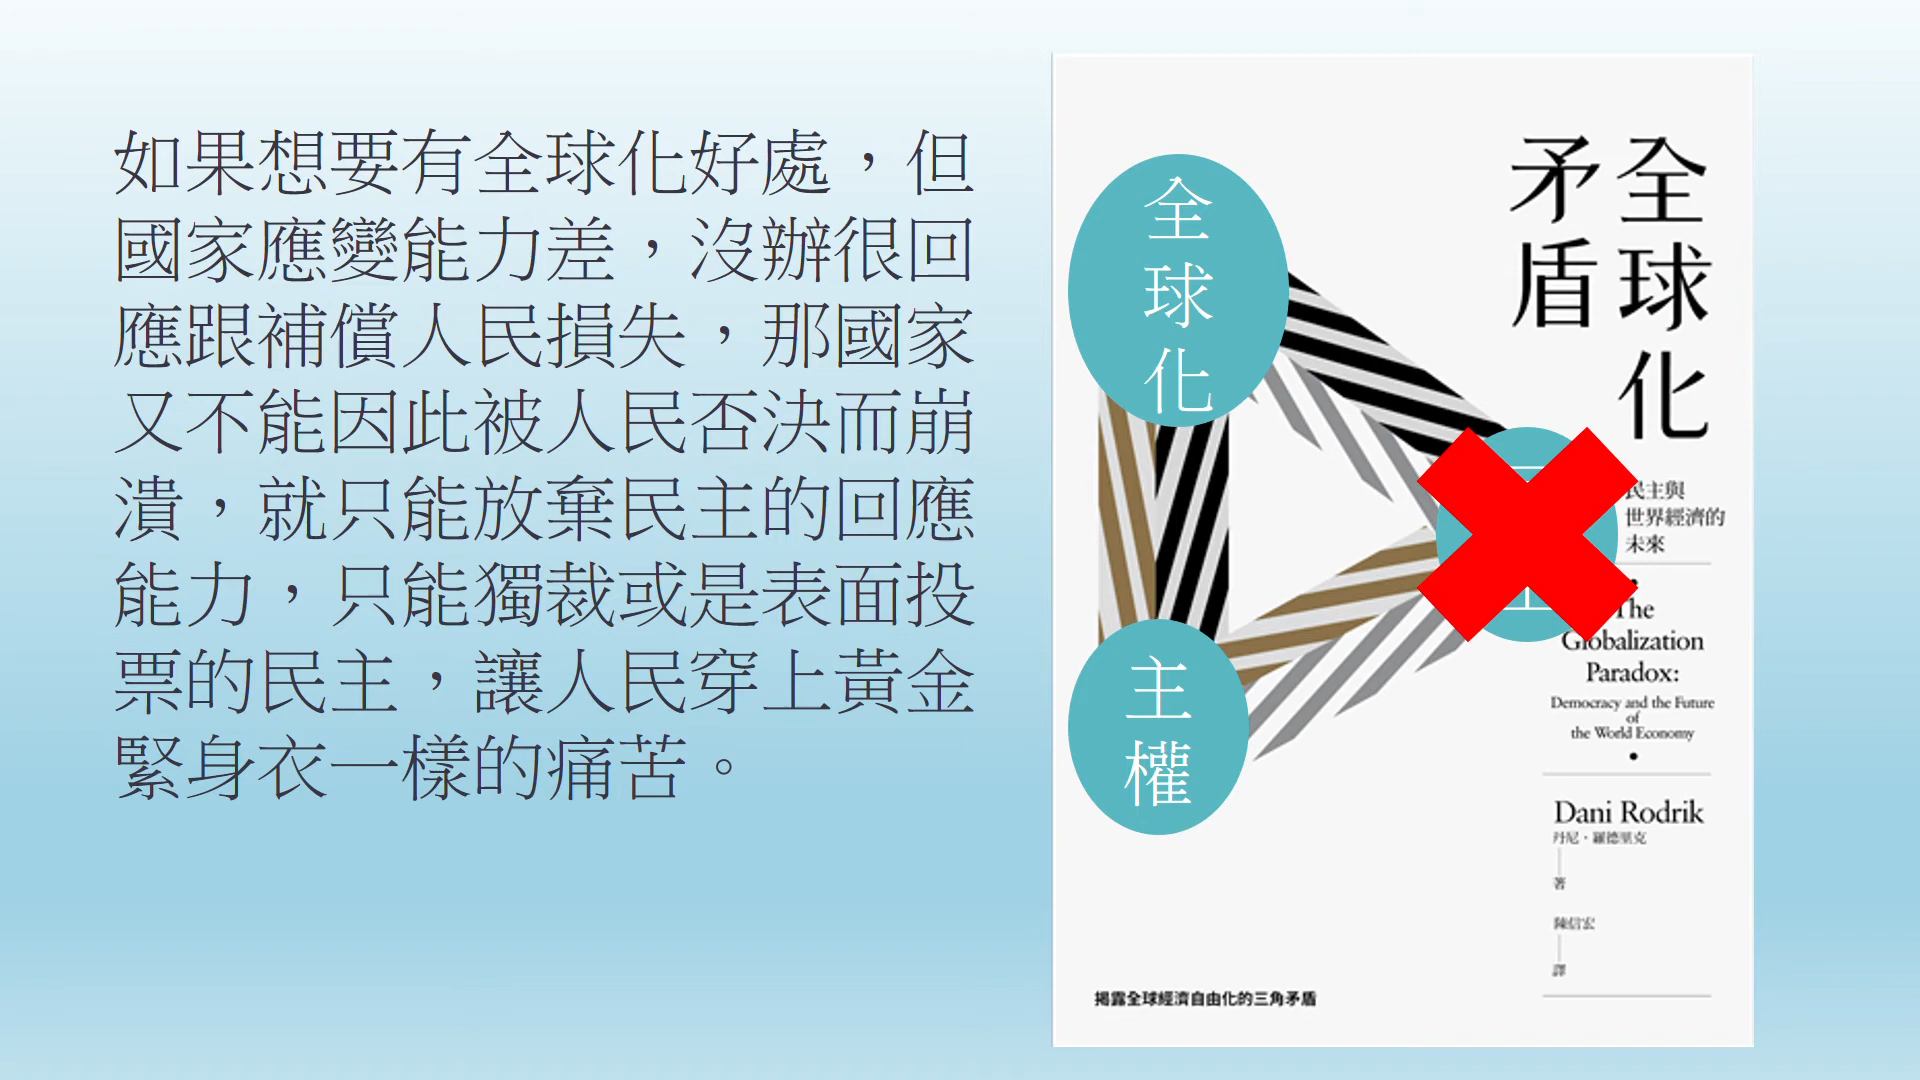 如果想要有全球化好處，但
國家應變能力差，沒辦很回
應跟補償人民損失，那國家
又不能因此被人民否決而崩
潰，就只能放棄民主的回應
能力，只能獨裁或是表面投
票的民主，讓人民穿上黃金
緊身衣一樣的痛苦。
全球化
主權
全球化
矛盾
民主與
世界經濟的
未來
The
Globalization
Paradox:
Democracy and the Future
of
the World Economy
Dani Rodrik
丹尼·羅德里克
著
陳信宏
譯
揭露全球經濟自由化的三角矛盾